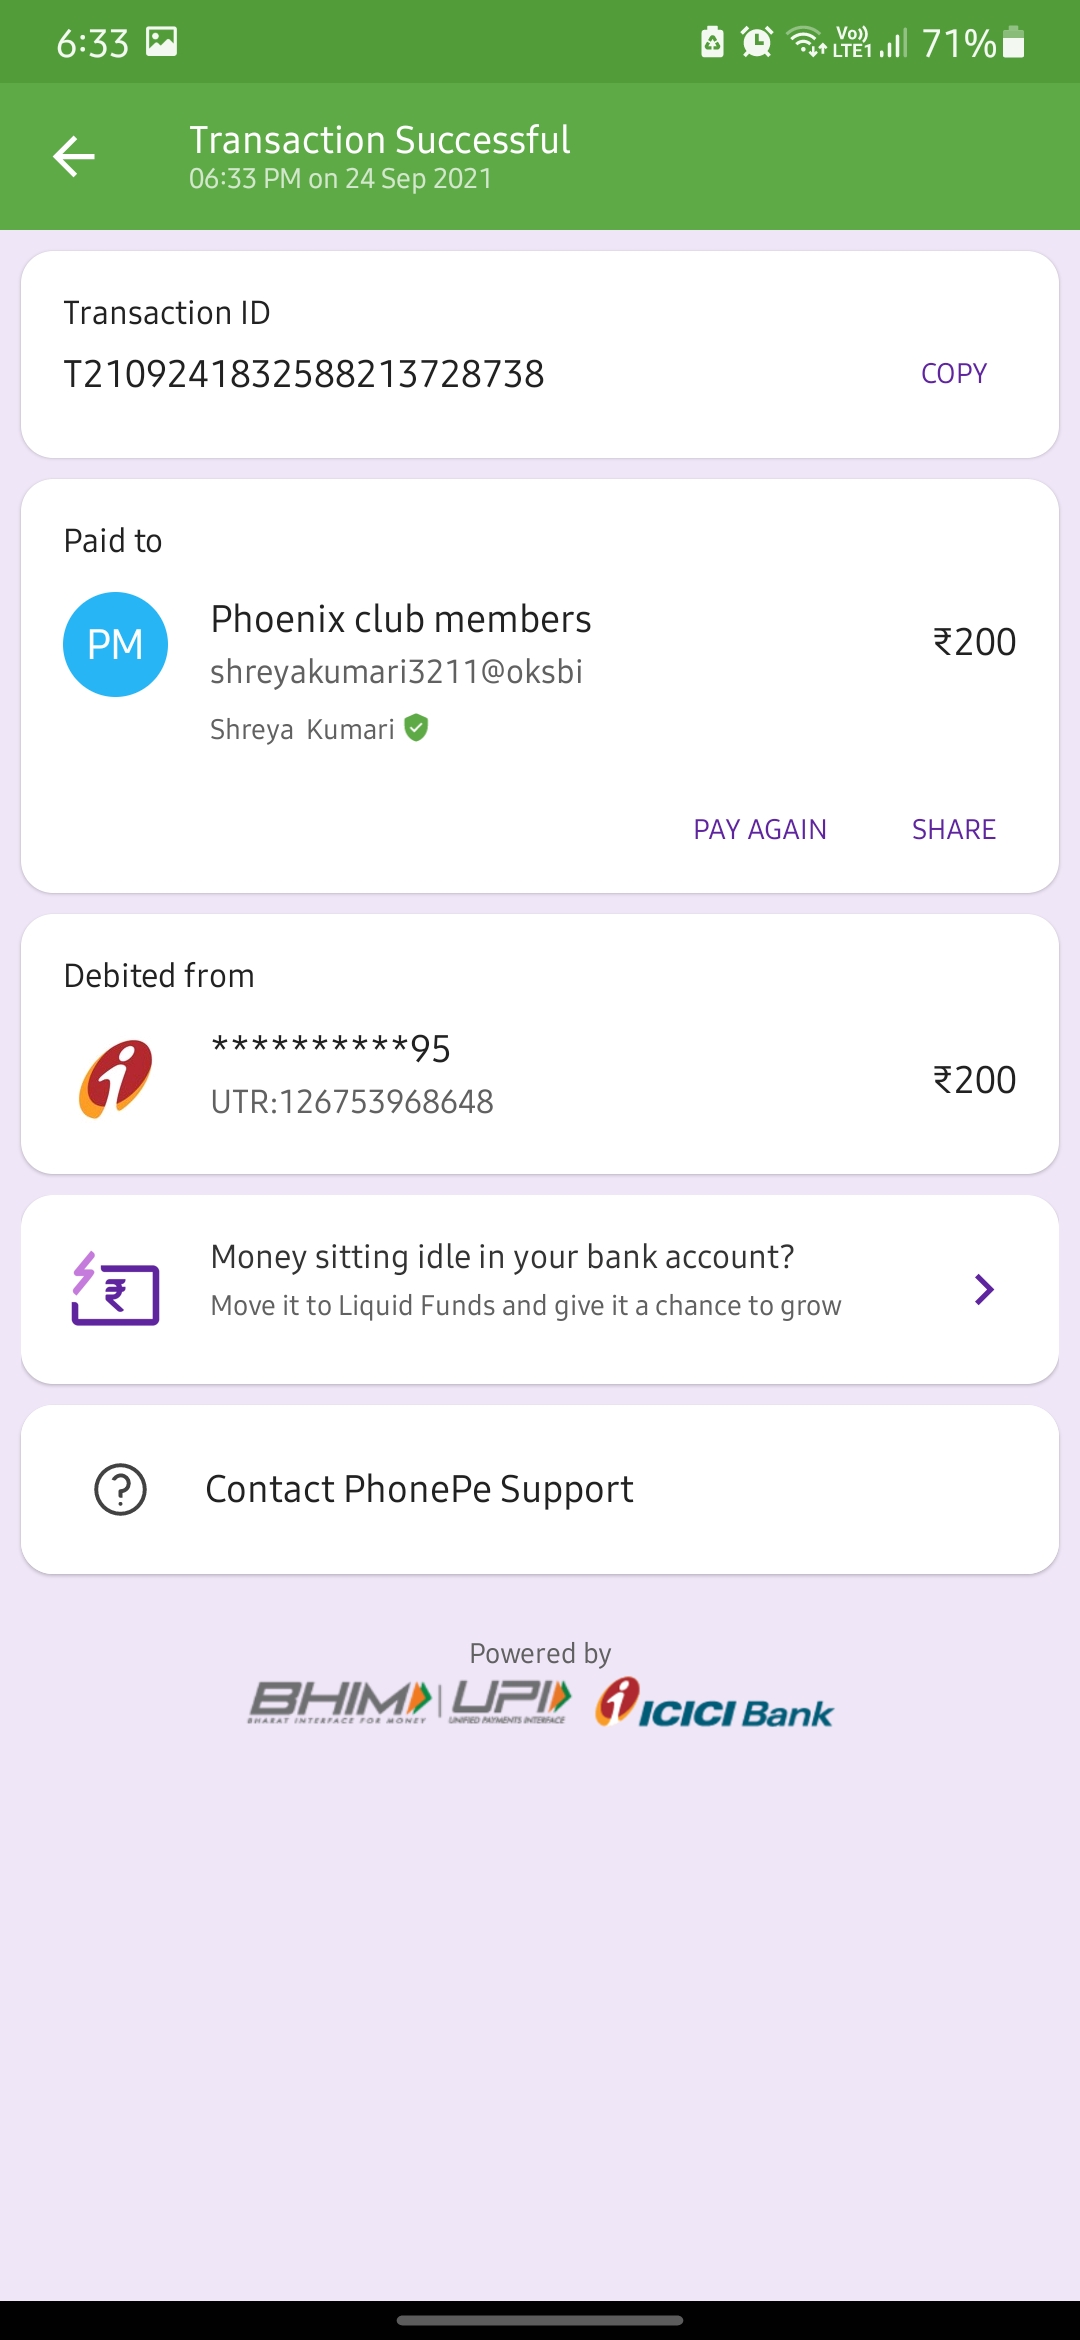 6:33 Vo)) LTE1 71%
Transaction Successful
06:33 PM on 24 Sep 2021
Transaction ID
T2109241832588213728738 COPY
Paid to
PM Phoenix club members ₹200
shreyakumari3211@oksbi
Shreya Kumari
PAY AGAIN SHARE
Debited from
**********95 ₹200
UTR:126753968648
Money sitting idle in your bank account?
Move it to Liquid Funds and give it a chance to grow
Contact PhonePe Support
Powered by
BHIM UPI ICICI Bank
BHARAT INTERFACE FOR MONEY UNIFIED PAYMENTS INTERFACE